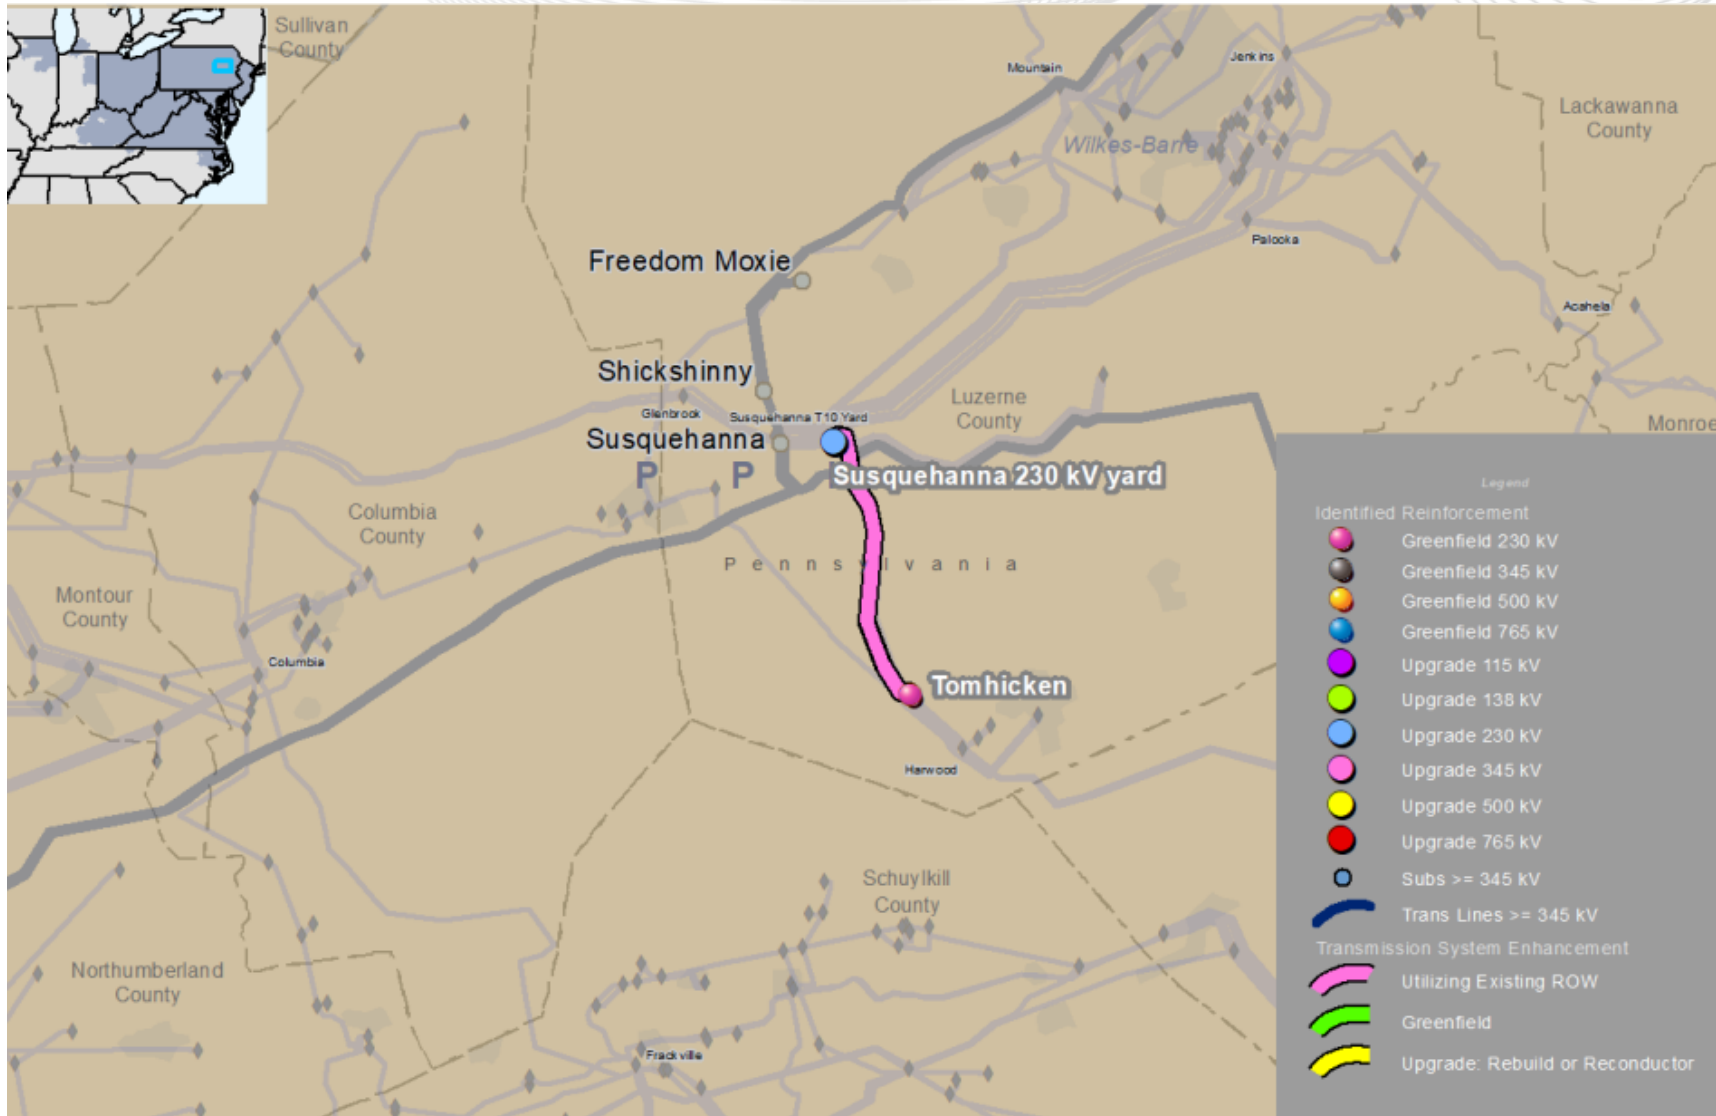 Sullivan
County
Mountain
Jenkins
Lackawanna
County
Wilkes-Barre
Palooka
Freedom Moxie
Acahela
Shickshinny
Glenbrook
Susquehanna T10 Yard
Luzerne
County
Monroe
Susquehanna
P P
Susquehanna 230 kV yard
Columbia
County
Pennsylvania
Montour
County
Columbia
Tomhicken
Harwood
Schuylkill
County
Northumberland
County
Frackville
Legend
Identified Reinforcement
Greenfield 230 kV
Greenfield 345 kV
Greenfield 500 kV
Greenfield 765 kV
Upgrade 115 kV
Upgrade 138 kV
Upgrade 230 kV
Upgrade 345 kV
Upgrade 500 kV
Upgrade 765 kV
Subs >= 345 kV
Trans Lines >= 345 kV
Transmission System Enhancement
Utilizing Existing ROW
Greenfield
Upgrade: Rebuild or Reconductor